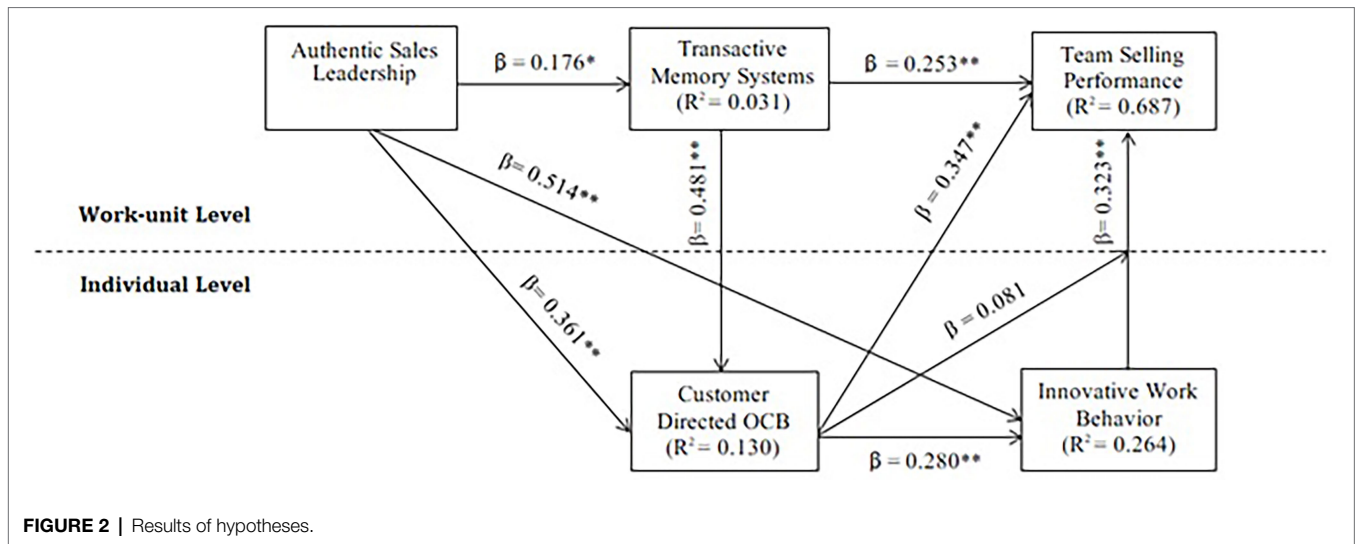 Authentic Sales
Leadership
β = 0.176*
Transactive
Memory Systems
(R² = 0.031)
β = 0.253**
Team Selling
Performance
(R² = 0.687)
β= 0.514**
β= 0.481**
β = 0.347**
β= 0.323**
Work-unit Level
Individual Level
β= 0.361**
β = 0.081
Customer
Directed OCB
(R² = 0.130)
β = 0.280**
Innovative Work
Behavior
(R² = 0.264)
FIGURE 2 | Results of hypotheses.